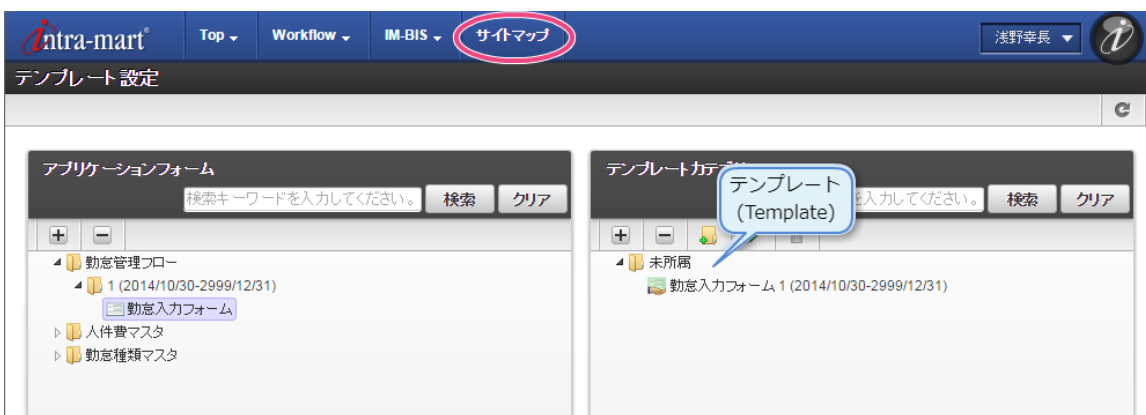 intra-mart Top Workflow IM-BIS サイトマップ 浅野幸長
テンプレート設定
アプリケーションフォーム
検索キーワードを入力してください。 検索 クリア
勤怠管理フロー
1 (2014/10/30-2999/12/31)
勤怠入力フォーム
人件費マスタ
勤怠種類マスタ
テンプレートカテゴリ
を入力してください。 検索 クリア
テンプレート
(Template)
未所属
勤怠入力フォーム 1 (2014/10/30-2999/12/31)